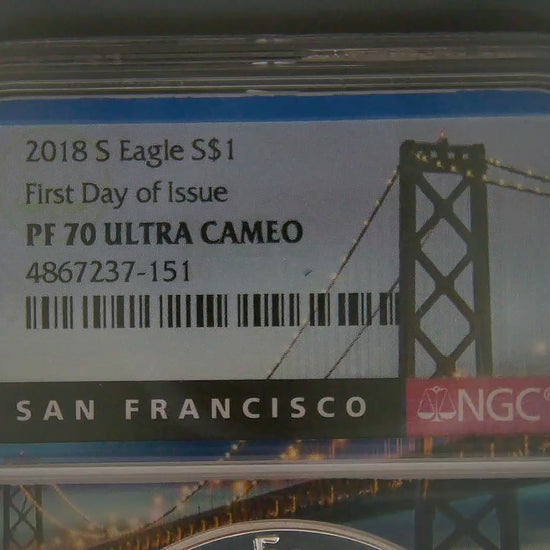 2018 S Eagle S$1
First Day of Issue
PF 70 ULTRA CAMEO
4867237-151
SAN FRANCISCO
NGC®
E